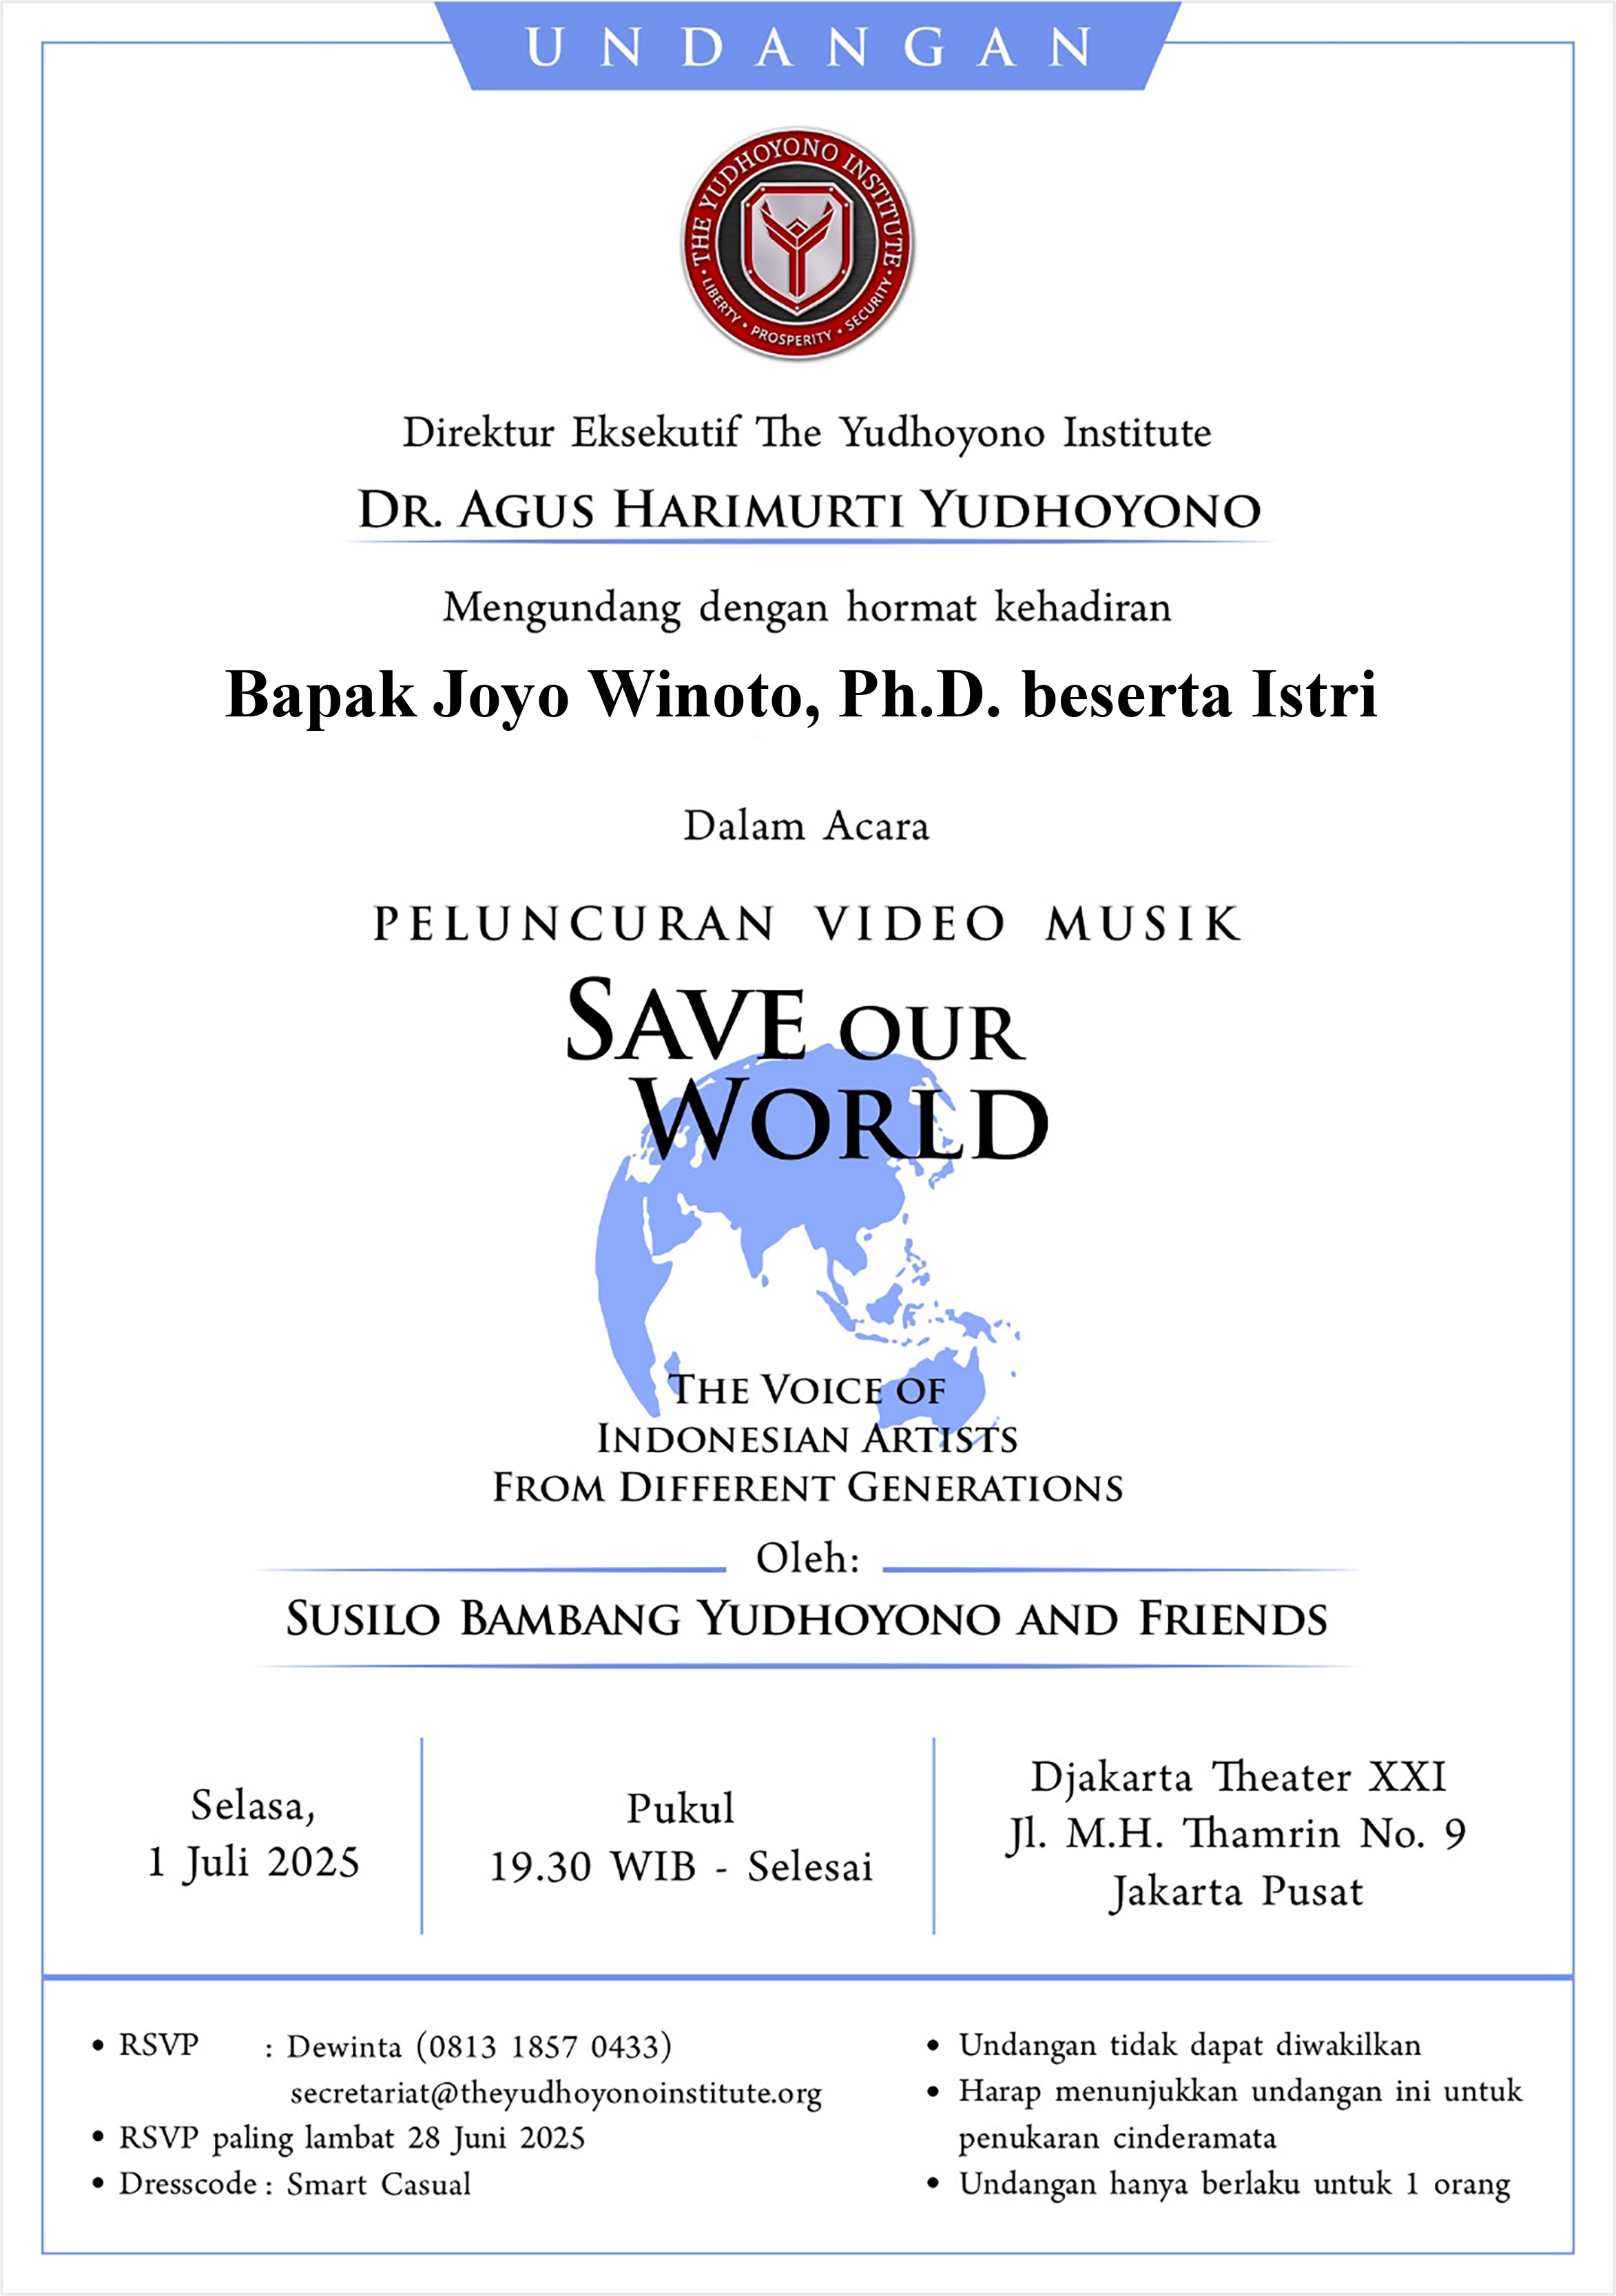 UNDANGAN
THE YUDHOYONO INSTITUTE
LIBERTY • PROSPERITY • SECURITY
Direktur Eksekutif The Yudhoyono Institute
DR. AGUS HARIMURTI YUDHOYONO
Mengundang dengan hormat kehadiran
Bapak Joyo Winoto, Ph.D. beserta Istri
Dalam Acara
PELUNCURAN VIDEO MUSIK
SAVE OUR
WORLD
THE VOICE OF
INDONESIAN ARTISTS
FROM DIFFERENT GENERATIONS
Oleh:
SUSILO BAMBANG YUDHOYONO AND FRIENDS
Selasa,
1 Juli 2025
Pukul
19.30 WIB - Selesai
Djakarta Theater XXI
Jl. M.H. Thamrin No. 9
Jakarta Pusat
• RSVP : Dewinta (0813 1857 0433)
secretariat@theyudhoyonoinstitute.org
• RSVP paling lambat 28 Juni 2025
• Dresscode : Smart Casual
• Undangan tidak dapat diwakilkan
• Harap menunjukkan undangan ini untuk
penukaran cinderamata
• Undangan hanya berlaku untuk 1 orang